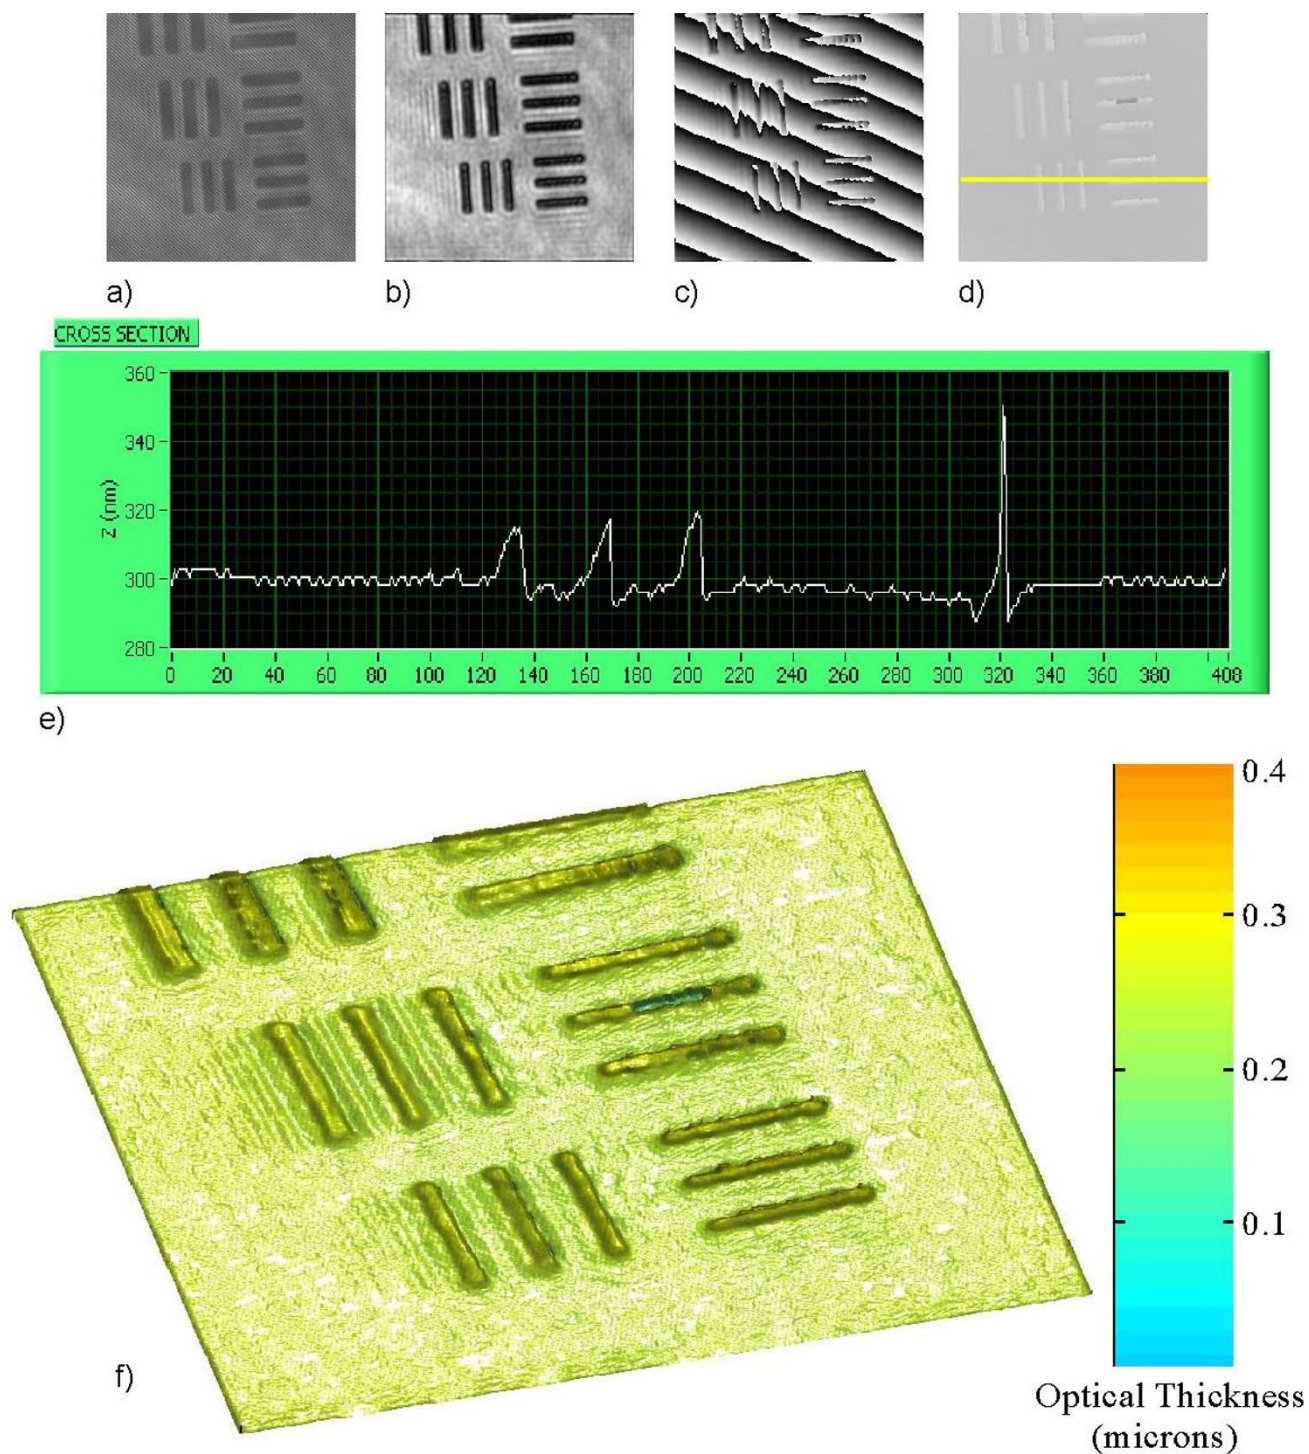 a)
b)
c)
d)
CROSS SECTION
360
340
320
300
280
z (nm)
0 20 40 60 80 100 120 140 160 180 200 220 240 260 280 300 320 340 360 380 408
e)
0.4
0.3
0.2
0.1
f)
Optical Thickness
(microns)